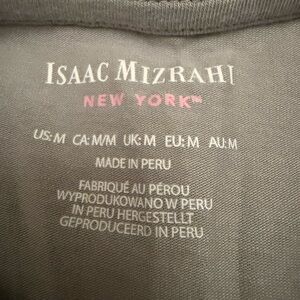 ISAAC MIZRAHI
NEW YORK™
US:M CA:M/M UK:M EU:M AU:M
MADE IN PERU
FABRIQUÉ AU PÉROU
WYPRODUKOWANO W PERU
IN PERU HERGESTELLT
GEPRODUCEERD IN PERU